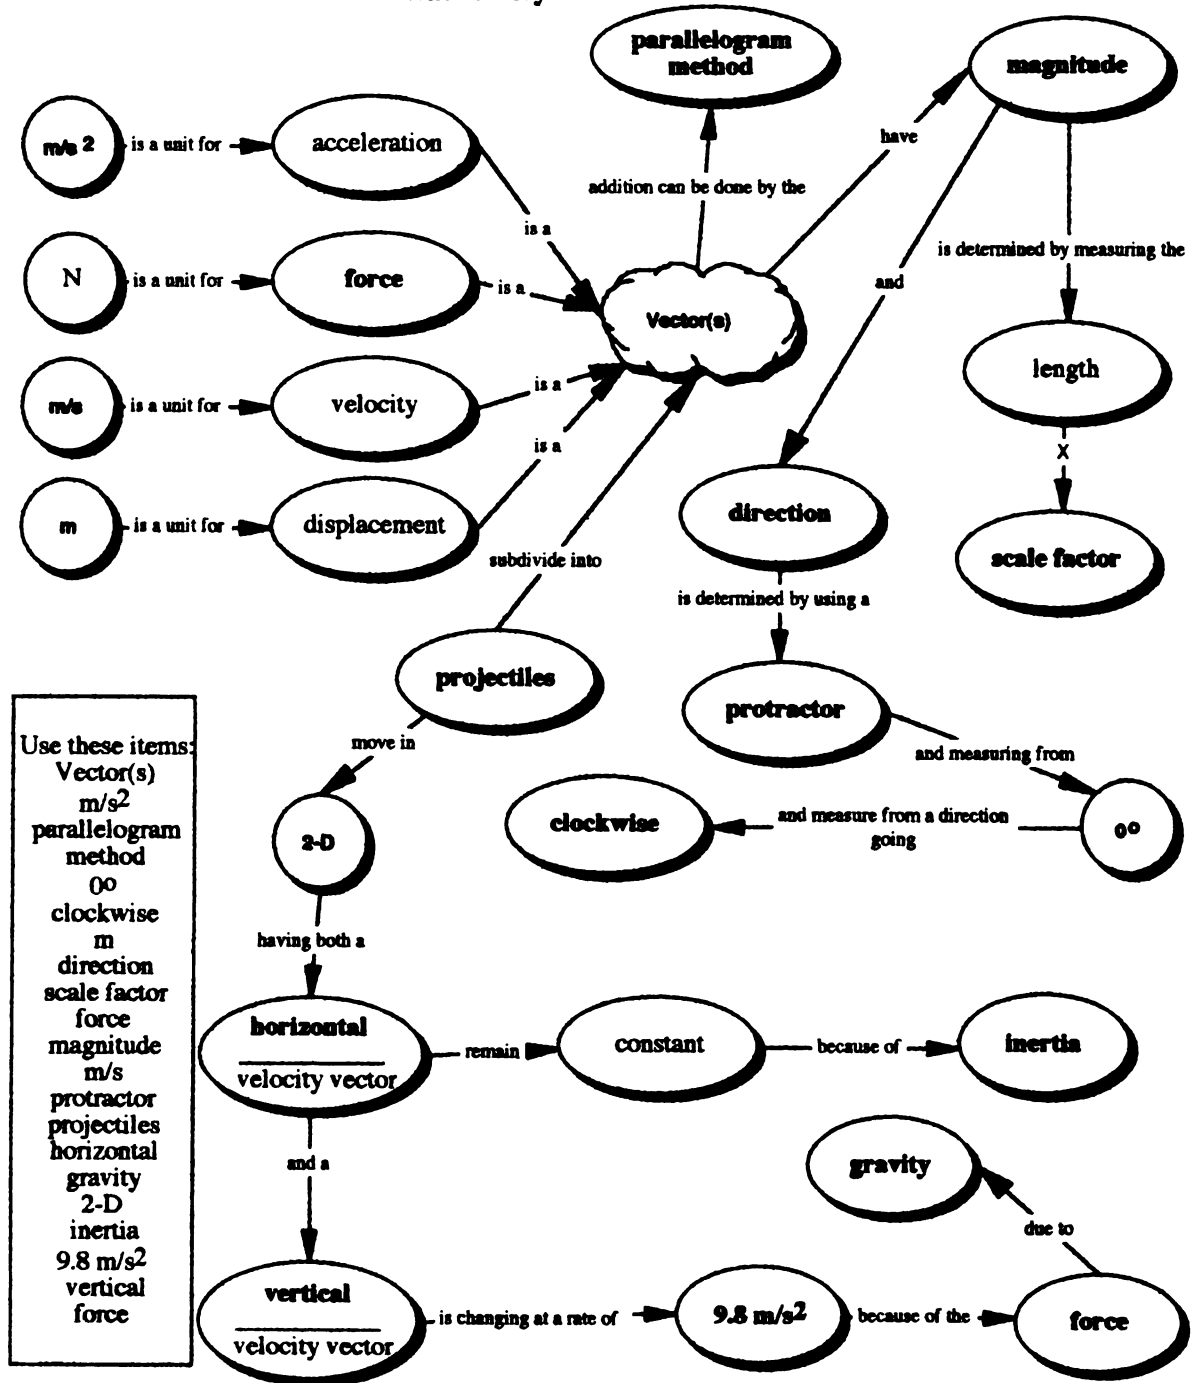 parallelogram
method
magnitude
m/s 2
is a unit for
acceleration
have
addition can be done by the
is a
is determined by measuring the
N
is a unit for
force
is a
and
Vector(s)
length
m/s
is a unit for
velocity
is a
is a
X
direction
m
is a unit for
displacement
scale factor
subdivide into
is determined by using a
projectiles
protractor
move in
and measuring from
2-D
clockwise
and measure from a direction
going
0º
having both a
horizontal
velocity vector
remain
constant
because of
inertia
and a
gravity
due to
vertical
velocity vector
is changing at a rate of
9.8 m/s2
because of the
force
Use these items:
Vector(s)
m/s2
parallelogram
method
0º
clockwise
m
direction
scale factor
force
magnitude
m/s
protractor
projectiles
horizontal
gravity
2-D
inertia
9.8 m/s2
vertical
force